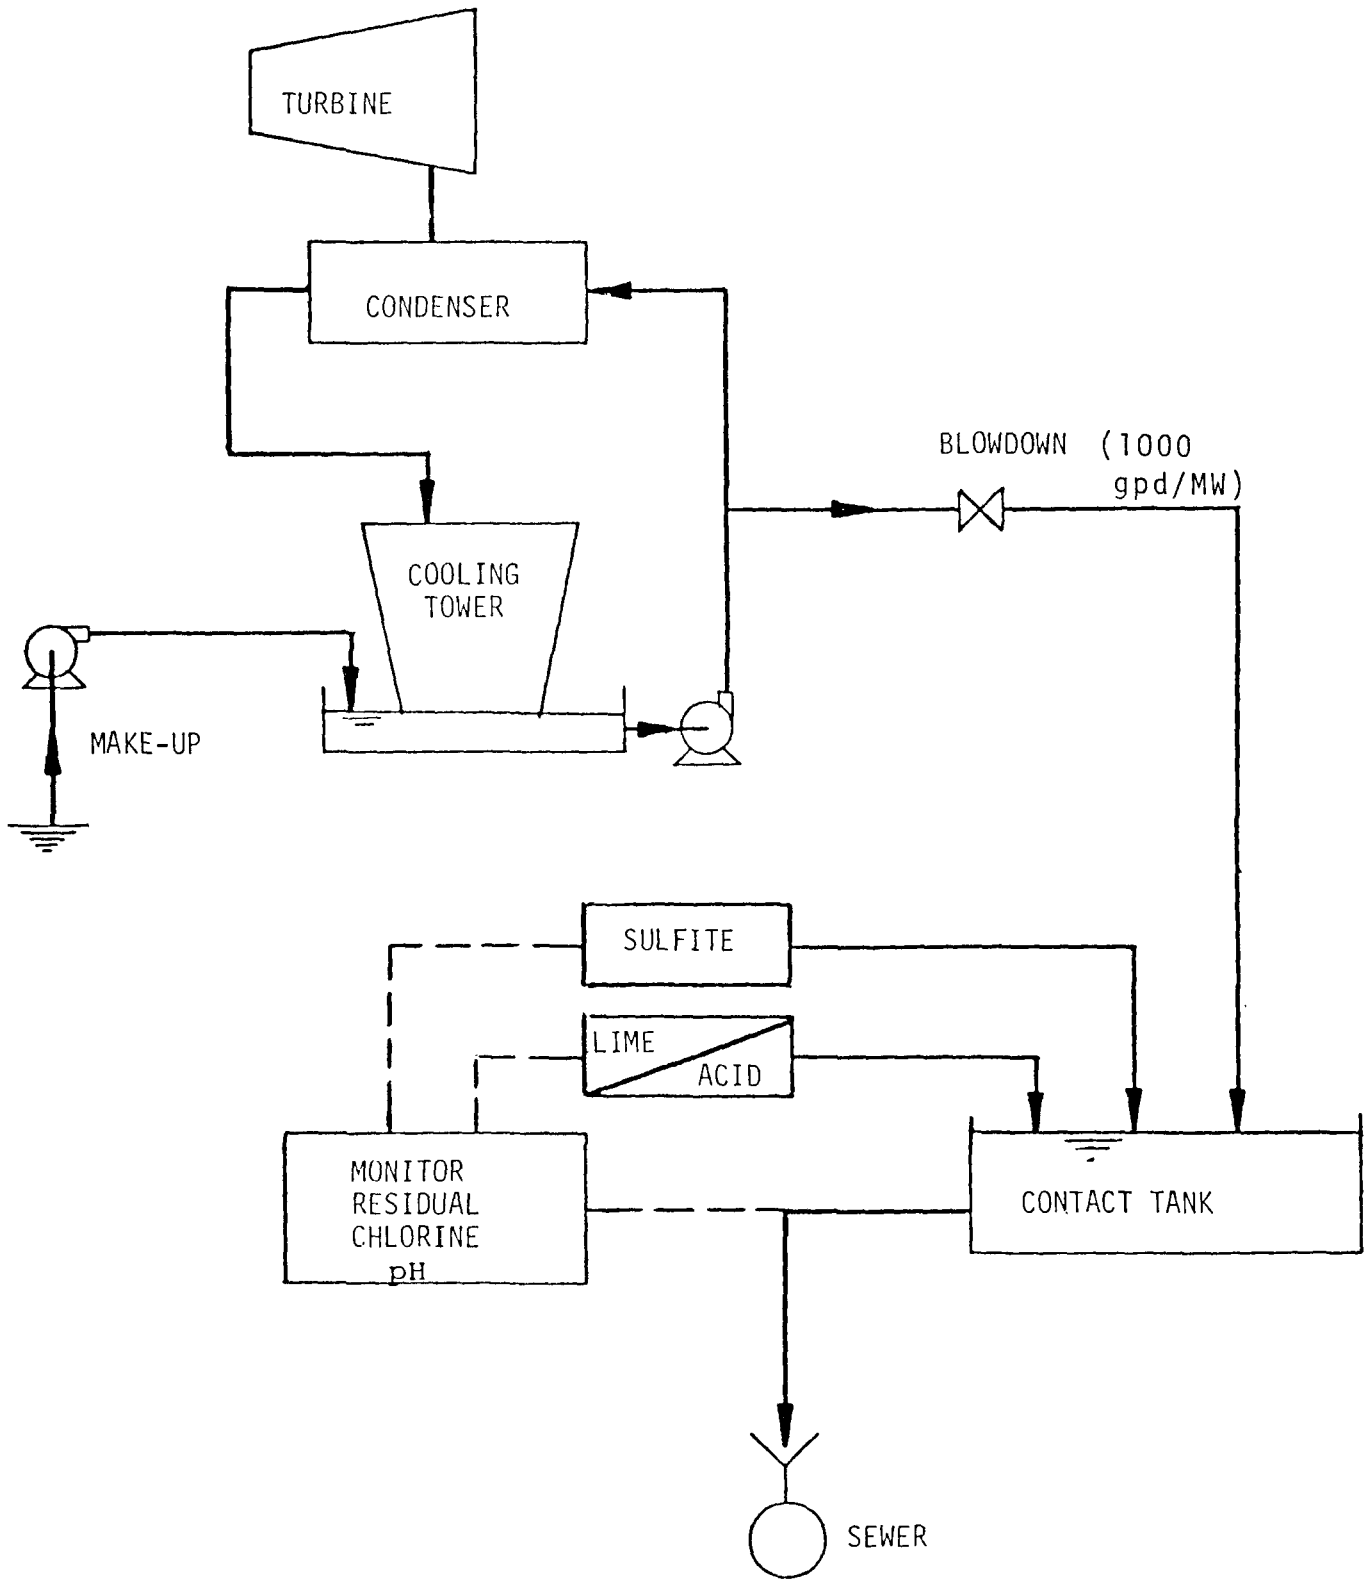 TURBINE
CONDENSER
BLOWDOWN (1000
gpd/MW)
COOLING
TOWER
MAKE-UP
SULFITE
LIME
ACID
MONITOR
RESIDUAL
CHLORINE
pH
CONTACT TANK
SEWER